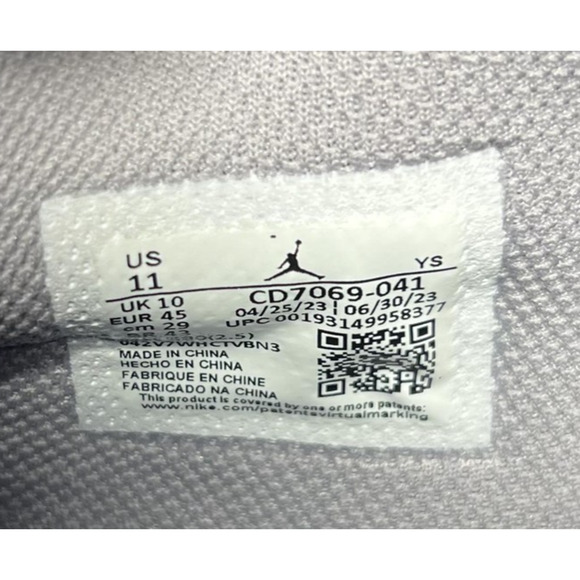 US
11
YS
UK 10
EUR 45
cm 29
CD7069-041
04/25/23 | 06/30/23
UPC 00193149958377
MADE IN CHINA
HECHO EN CHINA
FABRIQUE EN CHINE
FABRICADO NA CHINA
This product is covered by one or more patents:
www.nike.com/patentsvirtualmarking